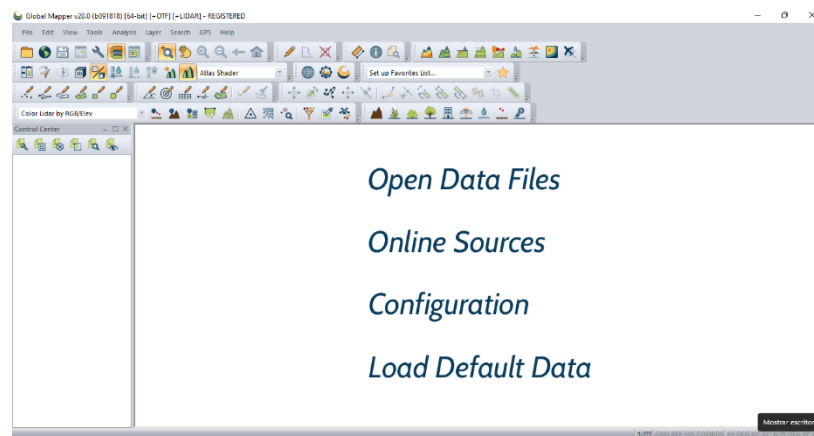 Global Mapper v20.0 (b091818) [64-bit] [+OTF] [+LIDAR] - REGISTERED
File Edit View Tools Analysis Layer Search GPS Help
Atlas Shader
Set up Favorites List...
Color Lidar by RGB/Elev
Control Center
Open Data Files
Online Sources
Configuration
Load Default Data
Mostrar escritor